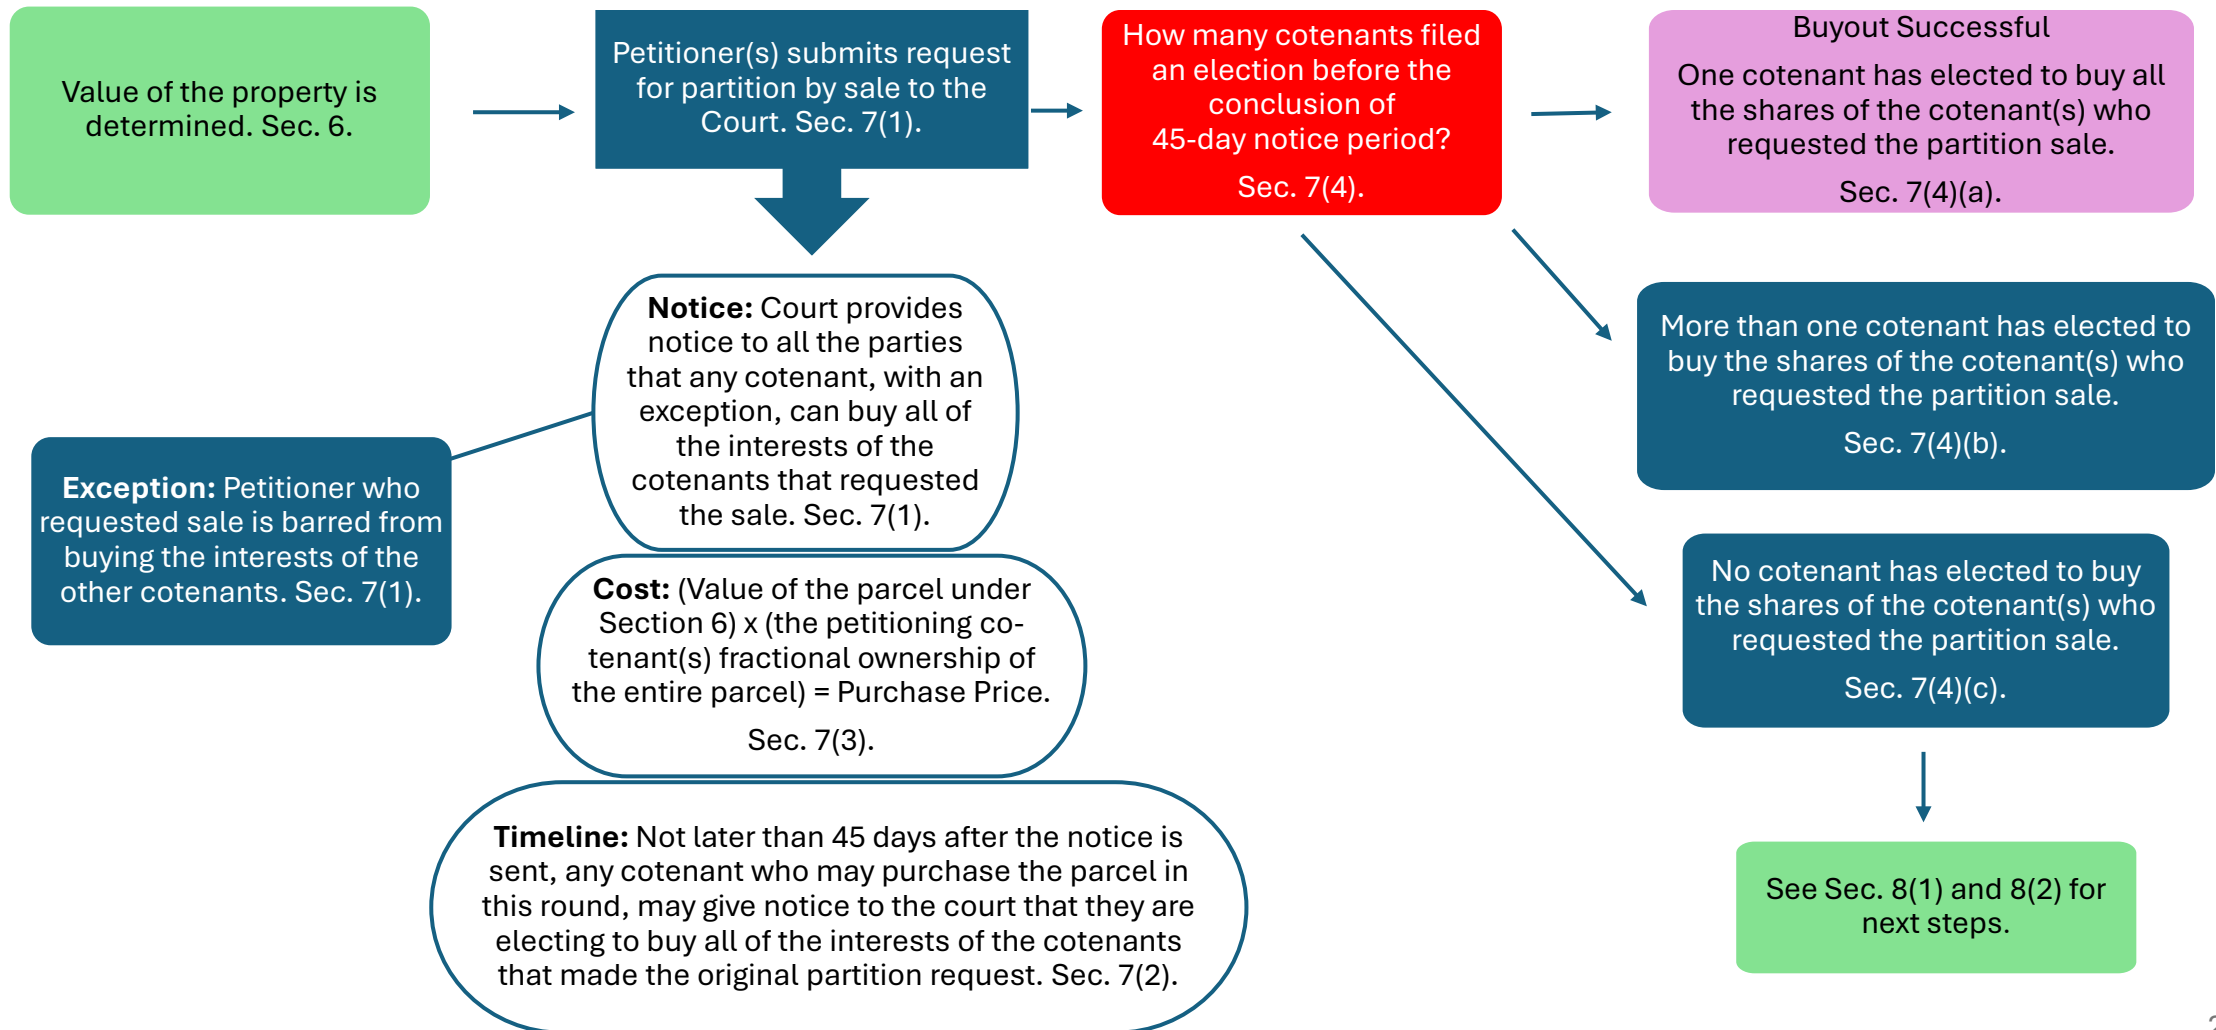 Value of the property is
determined. Sec. 6.
Petitioner(s) submits request
for partition by sale to the
Court. Sec. 7(1).
How many cotenants filed
an election before the
conclusion of
45-day notice period?
Sec. 7(4).
Buyout Successful
One cotenant has elected to buy all
the shares of the cotenant(s) who
requested the partition sale.
Sec. 7(4)(a).
Notice: Court provides
notice to all the parties
that any cotenant, with an
exception, can buy all of
the interests of the
cotenants that requested
the sale. Sec. 7(1).
Exception: Petitioner who
requested sale is barred from
buying the interests of the
other cotenants. Sec. 7(1).
Cost: (Value of the parcel under
Section 6) x (the petitioning co-
tenant(s) fractional ownership of
the entire parcel) = Purchase Price.
Sec. 7(3).
Timeline: Not later than 45 days after the notice is
sent, any cotenant who may purchase the parcel in
this round, may give notice to the court that they are
electing to buy all of the interests of the cotenants
that made the original partition request. Sec. 7(2).
More than one cotenant has elected to
buy the shares of the cotenant(s) who
requested the partition sale.
Sec. 7(4)(b).
No cotenant has elected to buy
the shares of the cotenant(s) who
requested the partition sale.
Sec. 7(4)(c).
See Sec. 8(1) and 8(2) for
next steps.